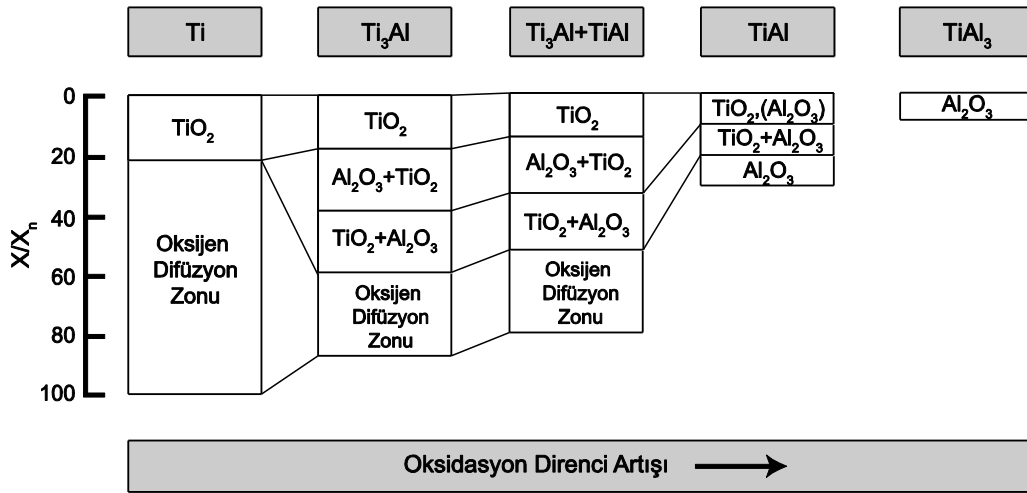 Ti
Ti₃Al
Ti₃Al+TiAl
TiAl
TiAl₃
X/Xₙ
0
20
40
60
80
100
TiO₂
Oksijen
Difüzyon
Zonu
TiO₂
Al₂O₃+TiO₂
TiO₂+Al₂O₃
Oksijen
Difüzyon
Zonu
TiO₂
Al₂O₃+TiO₂
TiO₂+Al₂O₃
Oksijen
Difüzyon
Zonu
TiO₂,(Al₂O₃)
TiO₂+Al₂O₃
Al₂O₃
Al₂O₃
Oksidasyon Direnci Artışı